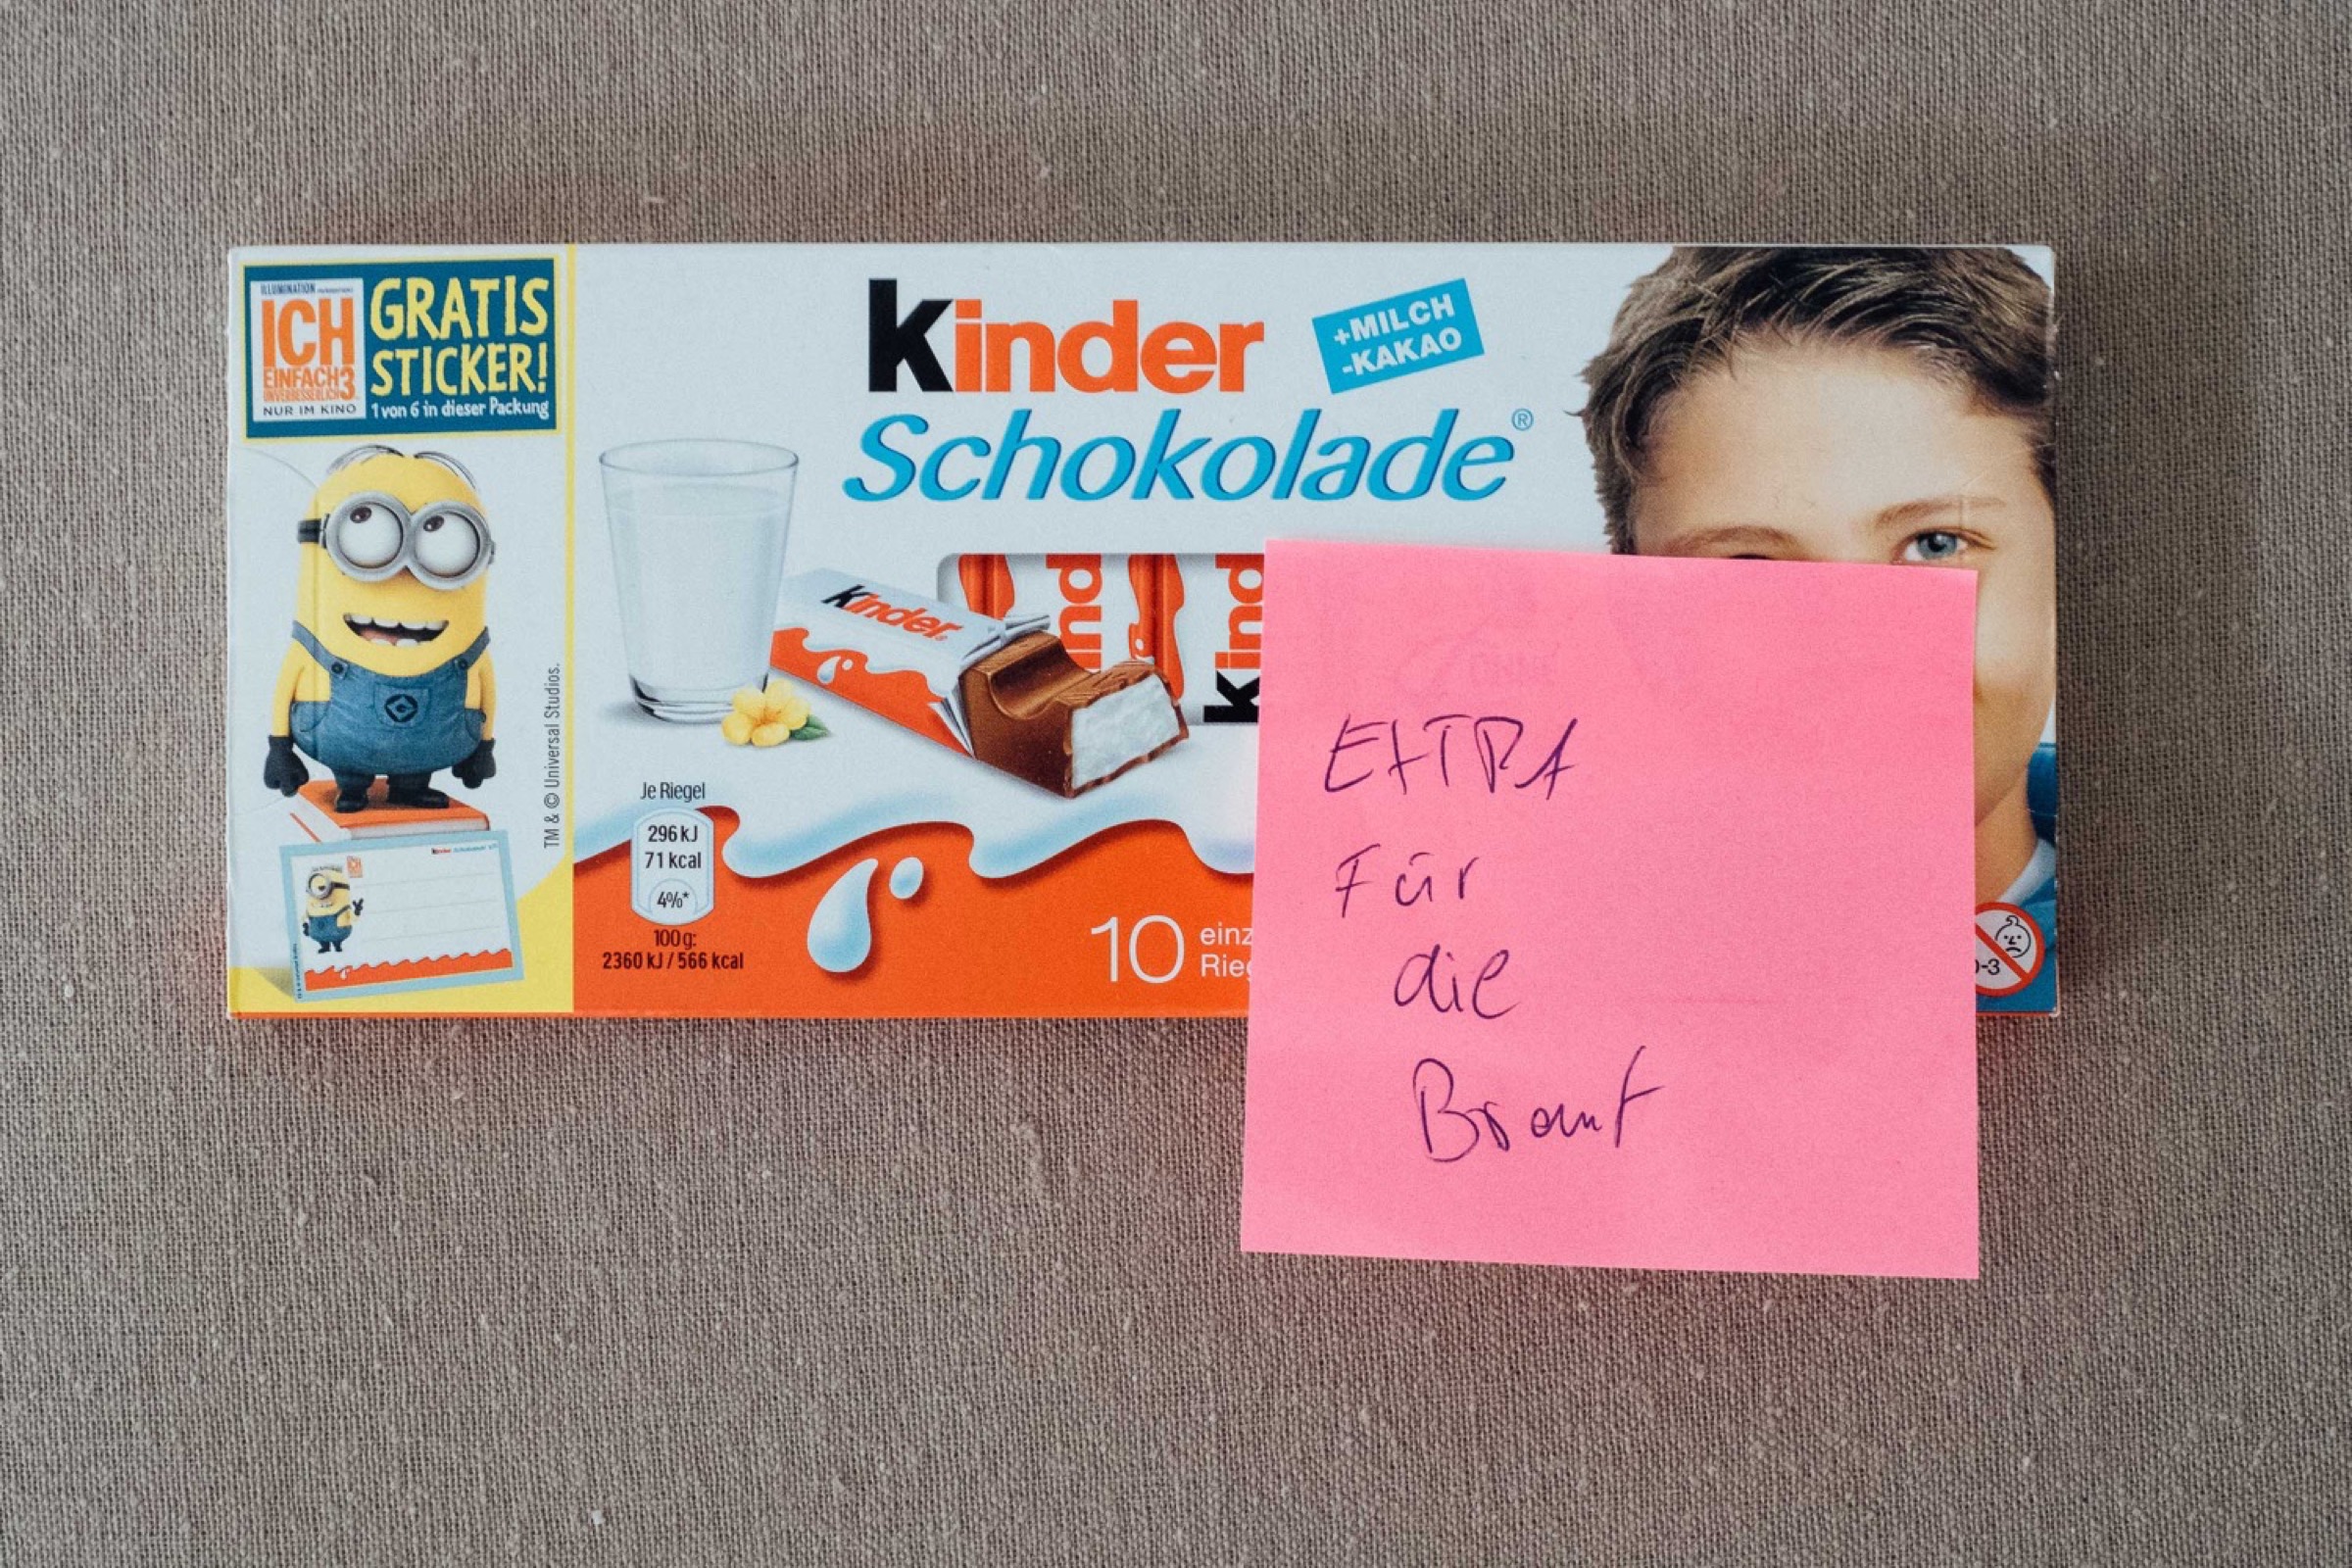 ILLUMINATION
ICH
EINFACH 3
UNVERBESSERLICH
NUR IM KINO
GRATIS
STICKER!
1 von 6 in dieser Packung
TM & © Universal Studios.
kinder
Schokolade®
+MILCH
-KAKAO
kinder
Je Riegel
296 kJ
71 kcal
4%*
100 g:
2360 kJ / 566 kcal
10
0-3
EXTRA
Für
die
Braut